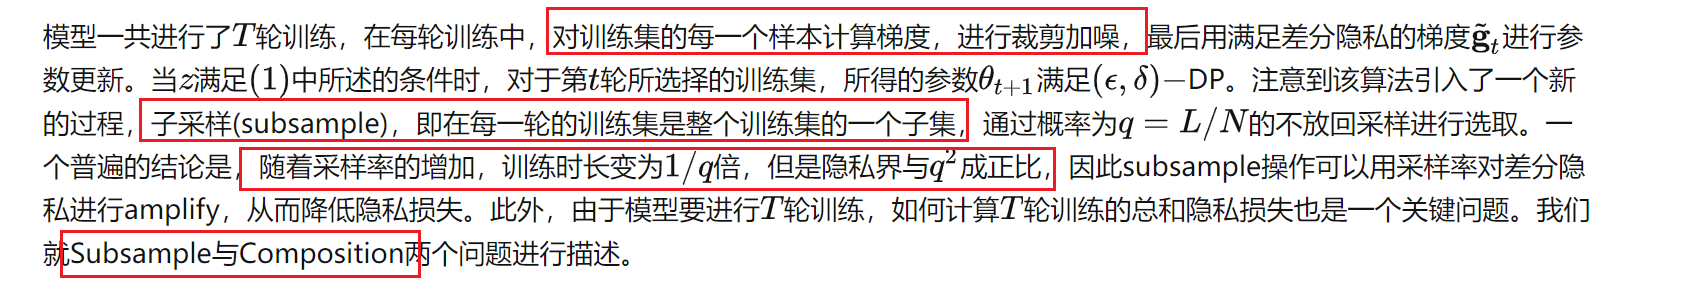 模型一共进行了T轮训练，在每轮训练中，对训练集的每一个样本计算梯度，进行裁剪加噪，最后用满足差分隐私的梯度g̃ₜ进行参
数更新。当z满足(1)中所述的条件时，对于第t轮所选择的训练集，所得的参数θₜ₊₁满足(ϵ, δ)−DP。注意到该算法引入了一个新
的过程，子采样(subsample)，即在每一轮的训练集是整个训练集的一个子集，通过概率为q = L/N的不放回采样进行选取。一
个普遍的结论是，随着采样率的增加，训练时长变为1/q倍，但是隐私界与q²成正比，因此subsample操作可以用采样率对差分隐
私进行amplify，从而降低隐私损失。此外，由于模型要进行T轮训练，如何计算T轮训练的总和隐私损失也是一个关键问题。我们
就Subsample与Composition两个问题进行描述。